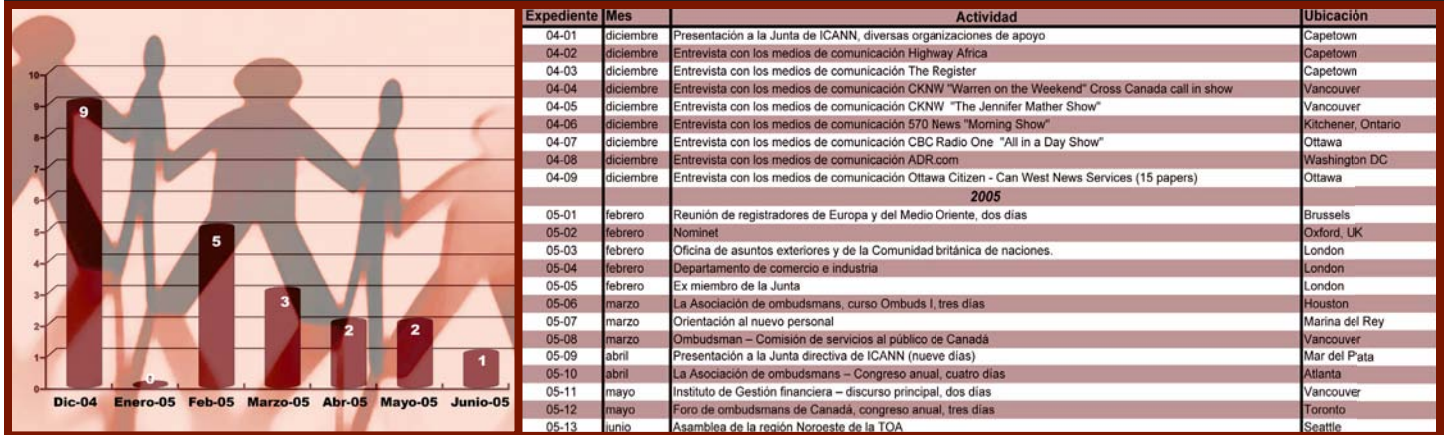 10
9
8
7
6
5
4
3
2
1
0
9
0
5
3
2
2
1
Dic-04 Enero-05 Feb-05 Marzo-05 Abr-05 Mayo-05 Junio-05
Expediente Mes Actividad Ubicación
04-01 diciembre Presentación a la Junta de ICANN, diversas organizaciones de apoyo Capetown
04-02 diciembre Entrevista con los medios de comunicación Highway Africa Capetown
04-03 diciembre Entrevista con los medios de comunicación The Register Capetown
04-04 diciembre Entrevista con los medios de comunicación CKNW "Warren on the Weekend" Cross Canada call in show Vancouver
04-05 diciembre Entrevista con los medios de comunicación CKNW "The Jennifer Mather Show" Vancouver
04-06 diciembre Entrevista con los medios de comunicación 570 News "Morning Show" Kitchener, Ontario
04-07 diciembre Entrevista con los medios de comunicación CBC Radio One "All in a Day Show" Ottawa
04-08 diciembre Entrevista con los medios de comunicación ADR.com Washington DC
04-09 diciembre Entrevista con los medios de comunicación Ottawa Citizen - Can West News Services (15 papers) Ottawa
2005
05-01 febrero Reunión de registradores de Europa y del Medio Oriente, dos días Brussels
05-02 febrero Nominet Oxford, UK
05-03 febrero Oficina de asuntos exteriores y de la Comunidad británica de naciones. London
05-04 febrero Departamento de comercio e industria London
05-05 febrero Ex miembro de la Junta London
05-06 marzo La Asociación de ombudsmans, curso Ombuds I, tres días Houston
05-07 marzo Orientación al nuevo personal Marina del Rey
05-08 marzo Ombudsman – Comisión de servicios al público de Canadá Vancouver
05-09 abril Presentación a la Junta directiva de ICANN (nueve días) Mar del Pata
05-10 abril La Asociación de ombudsmans – Congreso anual, cuatro días Atlanta
05-11 mayo Instituto de Gestión financiera – discurso principal, dos días Vancouver
05-12 mayo Foro de ombudsmans de Canadá, congreso anual, tres días Toronto
05-13 junio Asamblea de la región Noroeste de la TOA Seattle